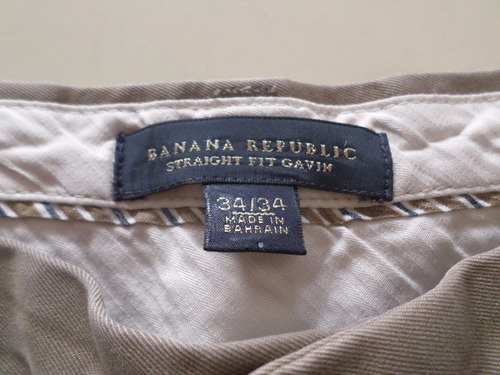 BANANA REPUBLIC
STRAIGHT FIT GAVIN
34/34
MADE IN
BAHRAIN